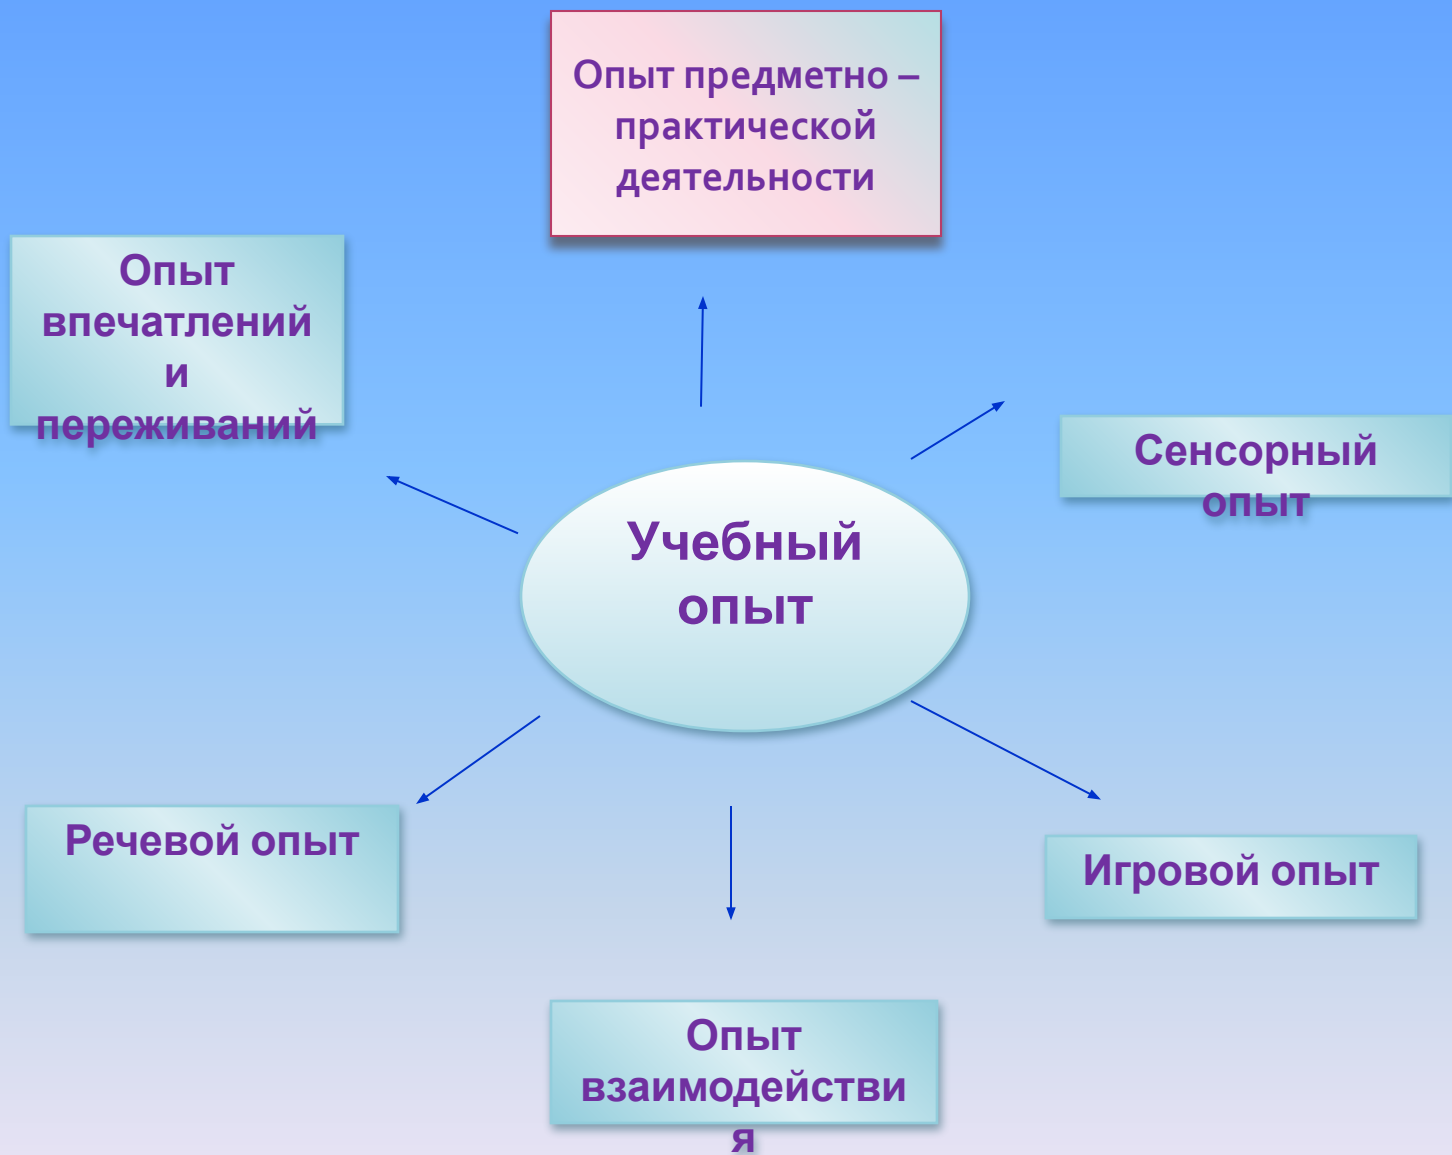 Опыт предметно –
практической
деятельности
Опыт
впечатлений
и
переживаний
Сенсорный
опыт
Учебный
опыт
Речевой опыт
Игровой опыт
Опыт
взаимодействи
я